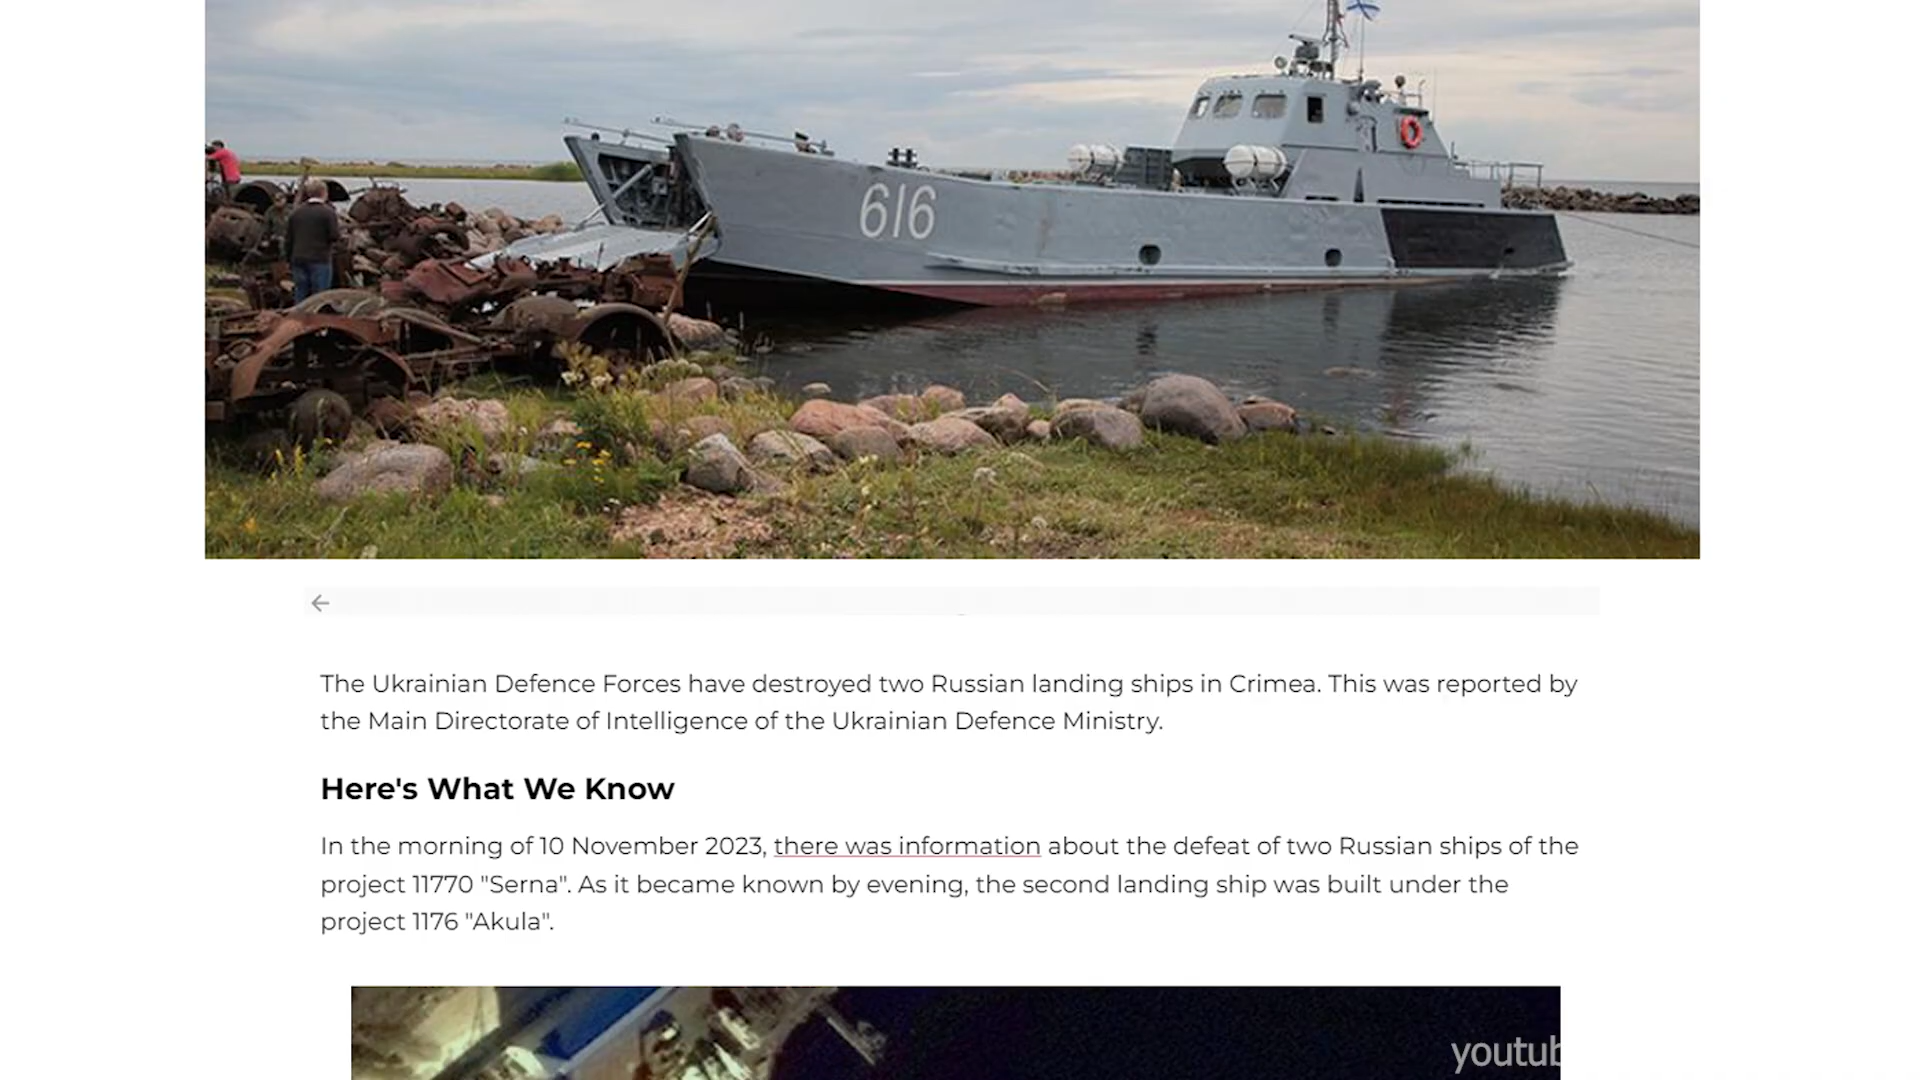 616
The Ukrainian Defence Forces have destroyed two Russian landing ships in Crimea. This was reported by
the Main Directorate of Intelligence of the Ukrainian Defence Ministry.
Here's What We Know
In the morning of 10 November 2023, there was information about the defeat of two Russian ships of the
project 11770 "Serna". As it became known by evening, the second landing ship was built under the
project 1176 "Akula".
youtub